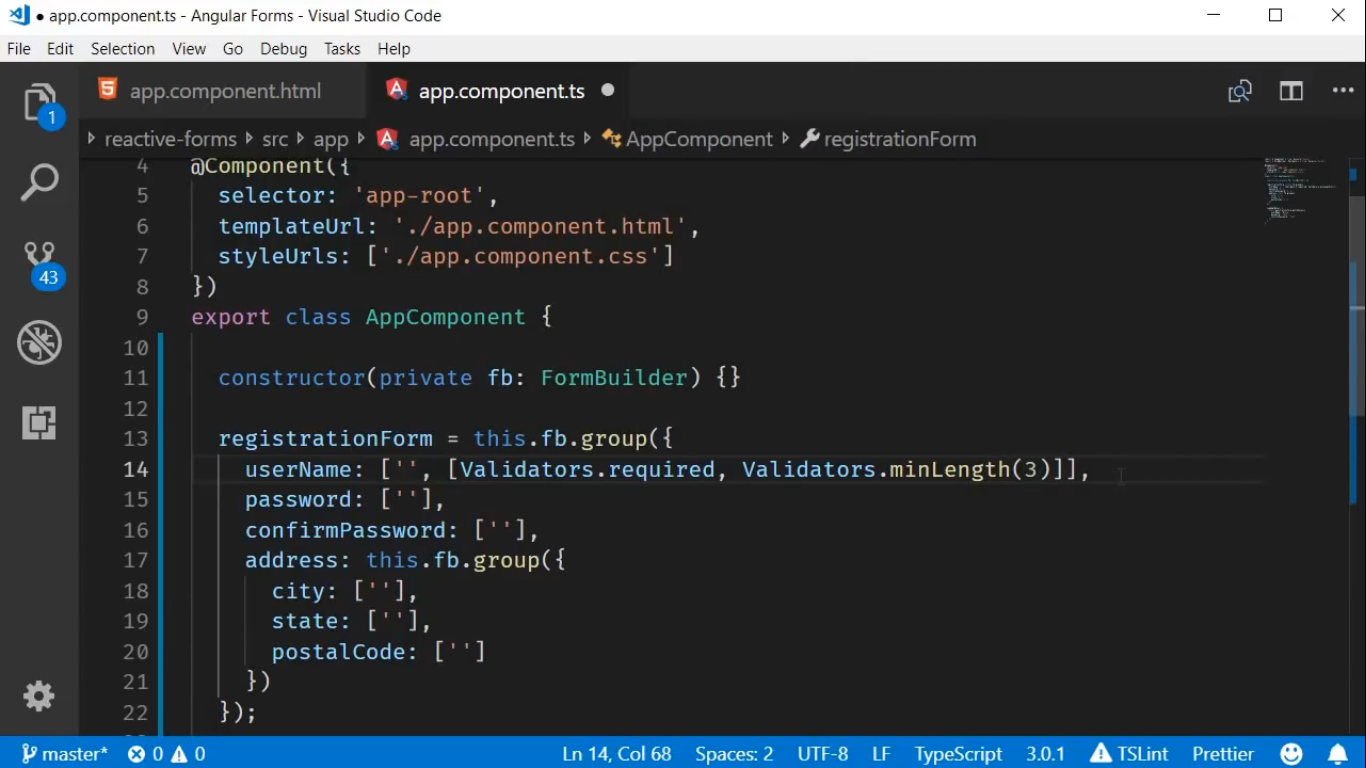 ● app.component.ts - Angular Forms - Visual Studio Code
File Edit Selection View Go Debug Tasks Help
app.component.html app.component.ts
reactive-forms src app app.component.ts AppComponent registrationForm
1
43
4 @Component({
5 selector: 'app-root',
6 templateUrl: './app.component.html',
7 styleUrls: ['./app.component.css']
8 })
9 export class AppComponent {
10
11 constructor(private fb: FormBuilder) {}
12
13 registrationForm = this.fb.group({
14 userName: ['', [Validators.required, Validators.minLength(3)]],
15 password: [''],
16 confirmPassword: [''],
17 address: this.fb.group({
18 city: [''],
19 state: [''],
20 postalCode: ['']
21 })
22 });
master* 0 0 Ln 14, Col 68 Spaces: 2 UTF-8 LF TypeScript 3.0.1 TSLint Prettier